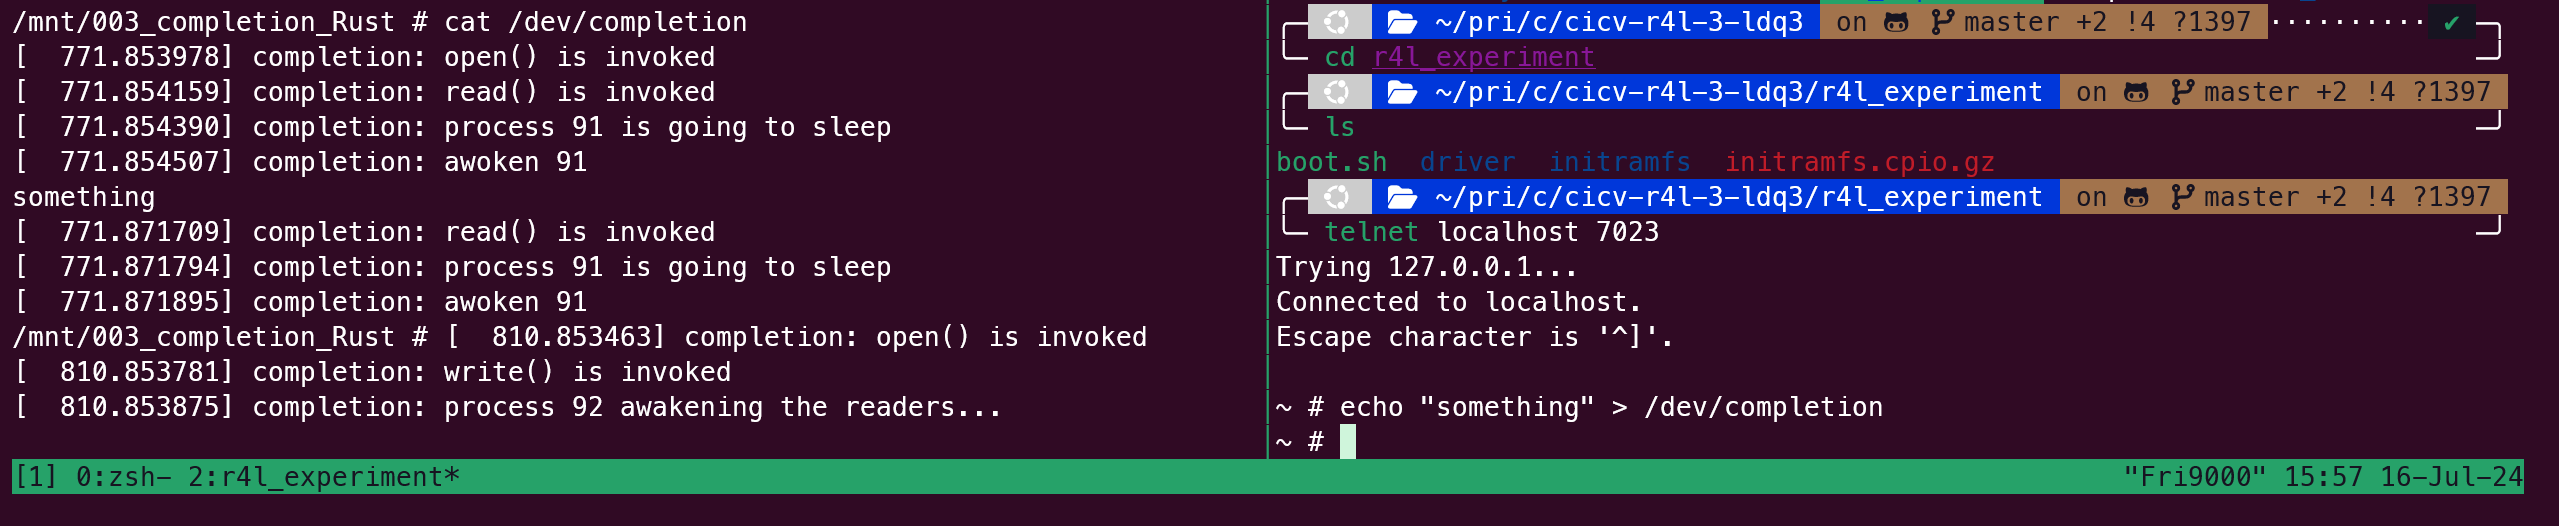 /mnt/003_completion_Rust # cat /dev/completion
[  771.853978] completion: open() is invoked
[  771.854159] completion: read() is invoked
[  771.854390] completion: process 91 is going to sleep
[  771.854507] completion: awoken 91
something
[  771.871709] completion: read() is invoked
[  771.871794] completion: process 91 is going to sleep
[  771.871895] completion: awoken 91
/mnt/003_completion_Rust # [  810.853463] completion: open() is invoked
[  810.853781] completion: write() is invoked
[  810.853875] completion: process 92 awakening the readers...
~/pri/c/cicv-r4l-3-ldq3 on master +2 !4 ?1397 ·········· ✔
cd r4l_experiment
~/pri/c/cicv-r4l-3-ldq3/r4l_experiment on master +2 !4 ?1397
ls
boot.sh  driver  initramfs  initramfs.cpio.gz
~/pri/c/cicv-r4l-3-ldq3/r4l_experiment on master +2 !4 ?1397
telnet localhost 7023
Trying 127.0.0.1...
Connected to localhost.
Escape character is '^]'.
~ # echo "something" > /dev/completion
~ #
[1] 0:zsh- 2:r4l_experiment* "Fri9000" 15:57 16-Jul-24